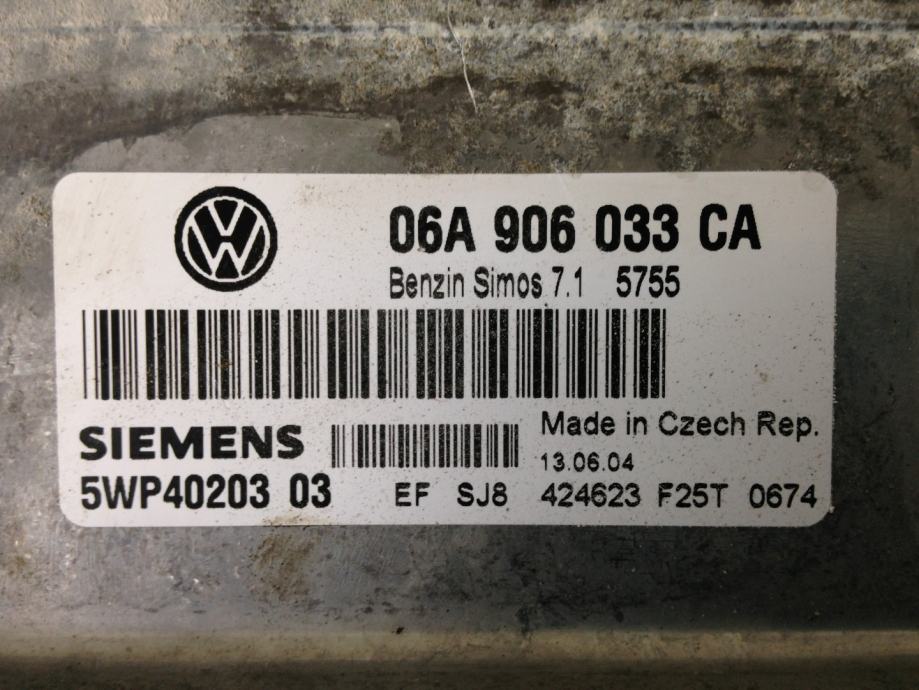 06A 906 033 CA
Benzin Simos 7.1 5755
SIEMENS
Made in Czech Rep.
13.06.04
5WP40203 03 EF SJ8 424623 F25T 0674